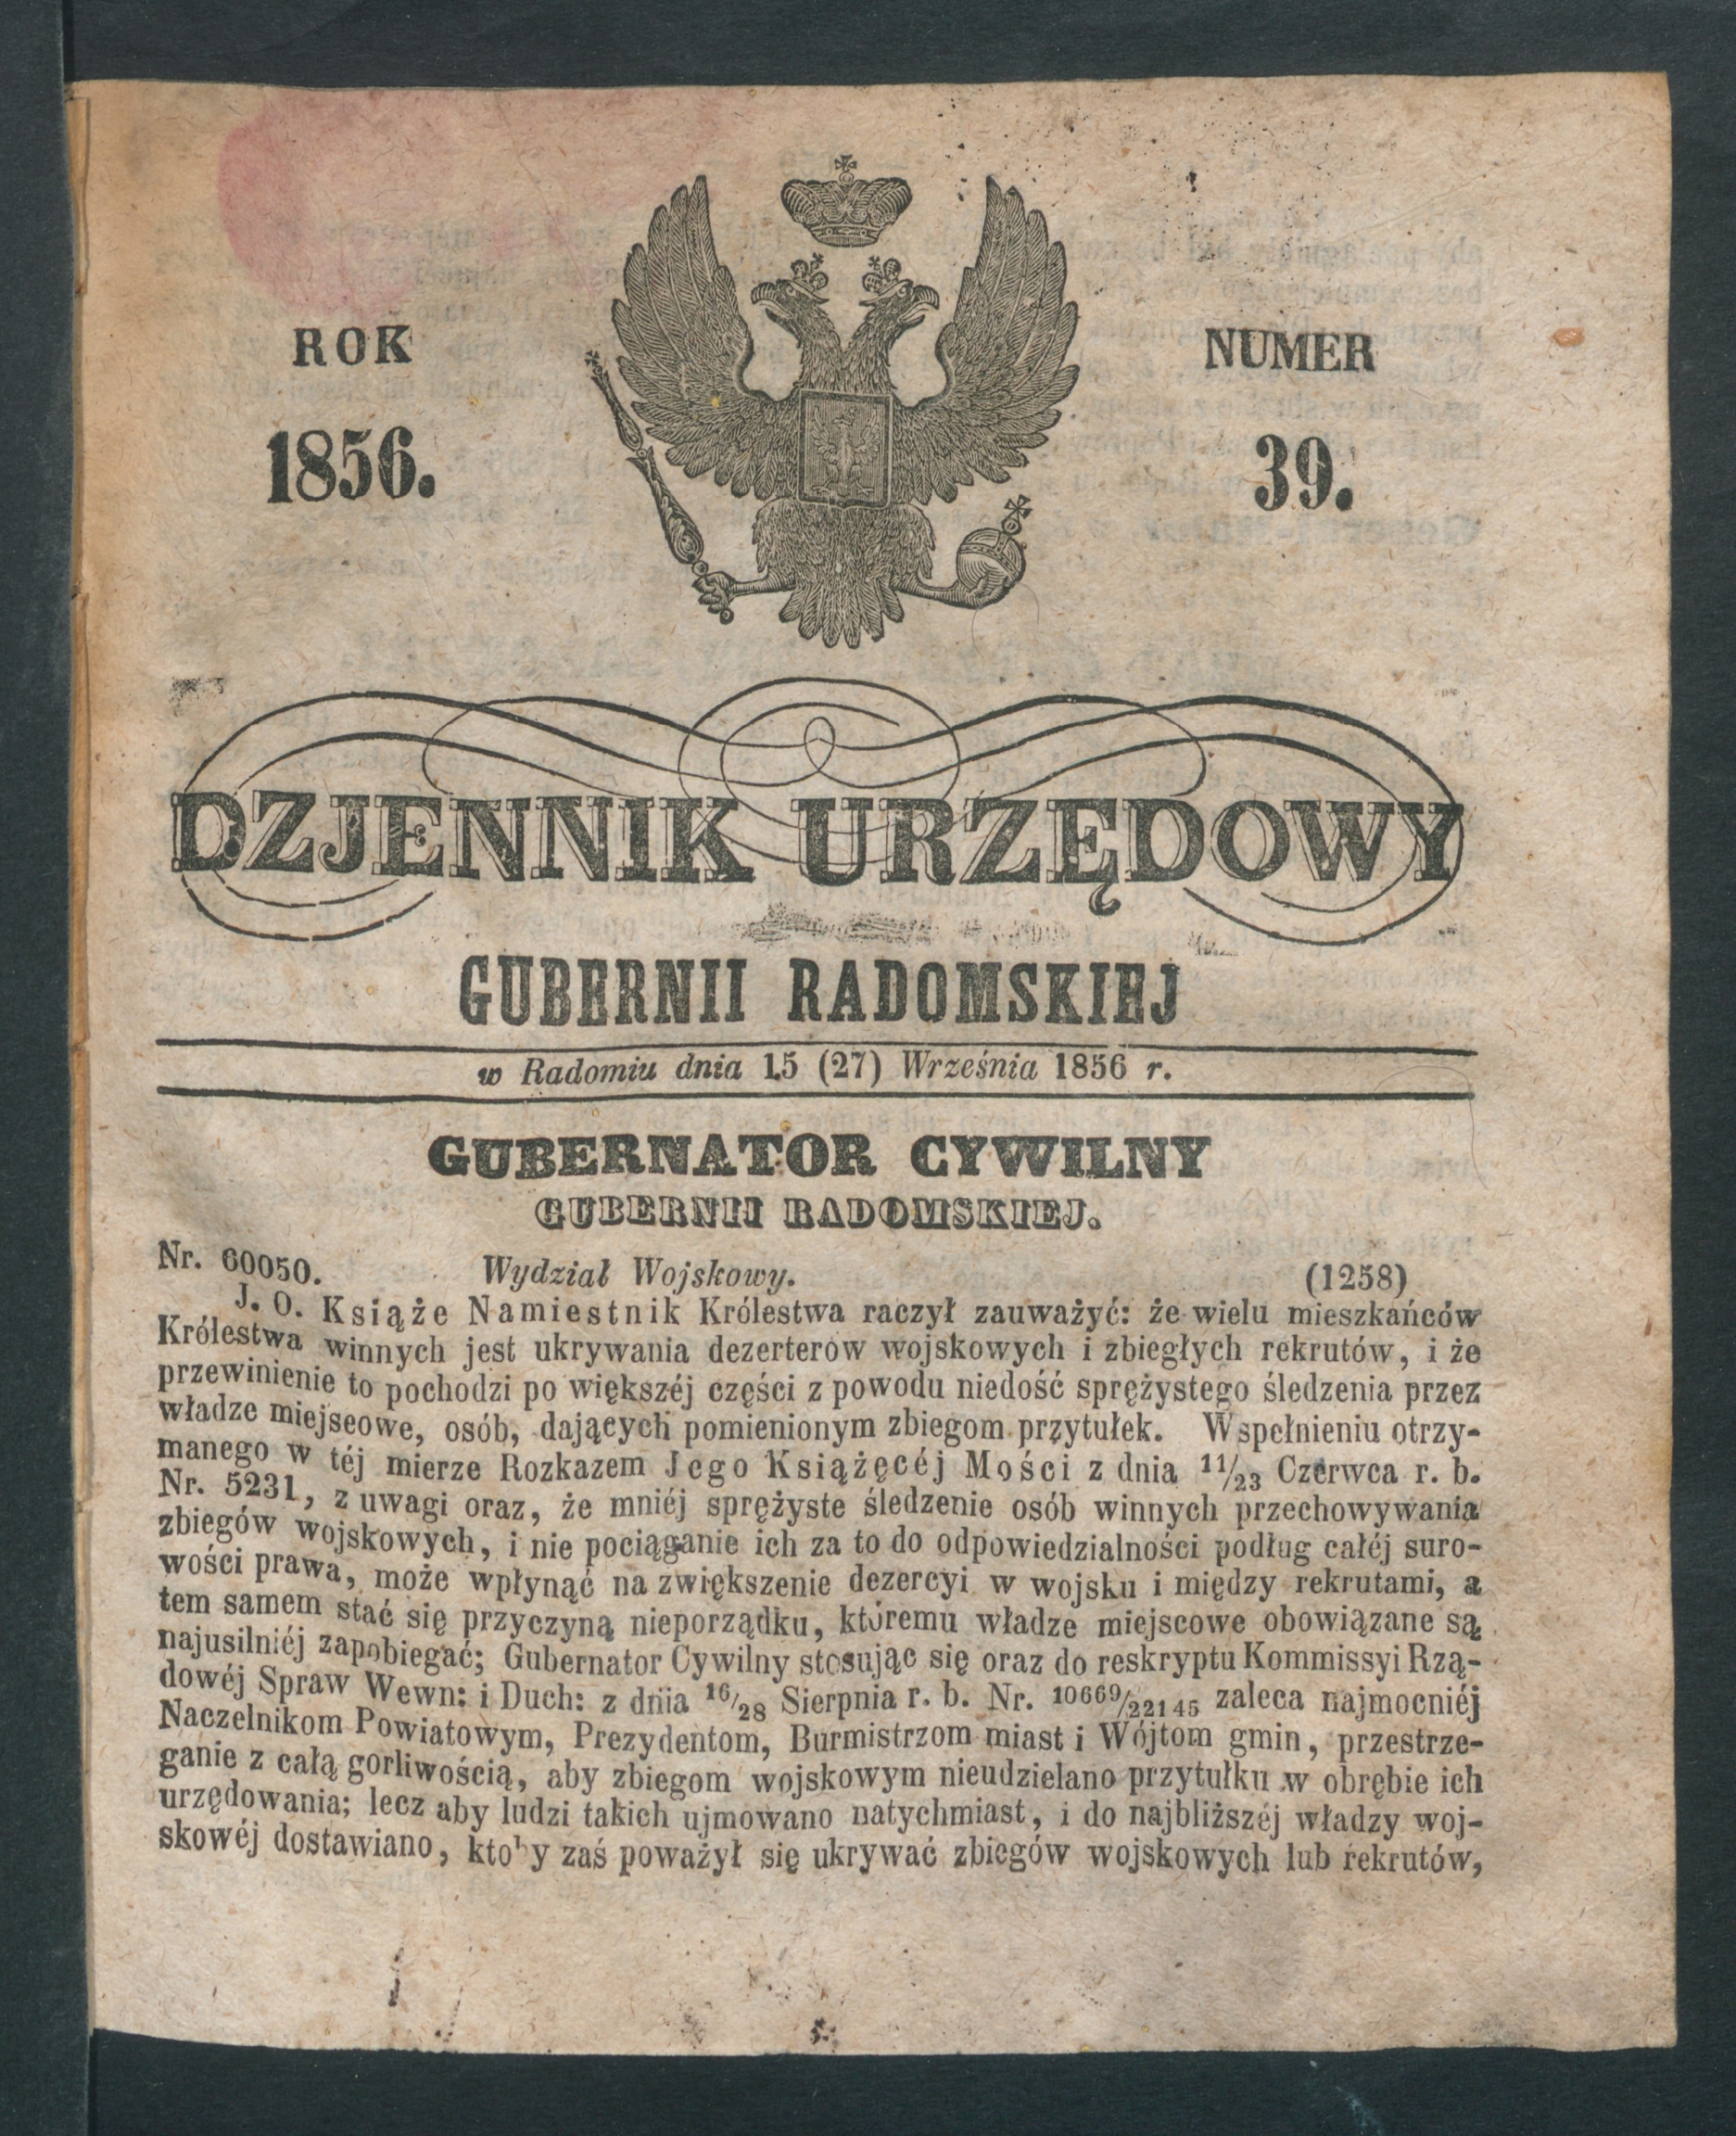 ROK
1856.
NUMER
39.
DZJENNIK URZĘDOWY
GUBERNII RADOMSKIEJ
w Radomiu dnia 15 (27) Września 1856 r.
GUBERNATOR CYWILNY
GUBERNII RADOMSKIEJ.
Nr. 60050. Wydział Wojskowy. (1258)
J. O. Książe Namiestnik Królestwa raczył zauważyć: że wielu mieszkańców
Królestwa winnych jest ukrywania dezerterów wojskowych i zbiegłych rekrutów, i że
przewinienie to pochodzi po większéj części z powodu niedość sprężystego śledzenia przez
władze miejseowe, osób, dających pomienionym zbiegom przytułek. W spełnieniu otrzy-
manego w téj mierze Rozkazem Jego Książęcéj Mości z dnia 11/23 Czerwca r. b.
Nr. 5231, z uwagi oraz, że mniéj sprężyste śledzenie osób winnych przechowywania
zbiegów wojskowych, i nie pociąganie ich za to do odpowiedzialności podług całéj suro-
wości prawa, może wpłynąć na zwiększenie dezercyi w wojsku i między rekrutami, a
tem samem stać się przyczyną nieporządku, któremu władze miejscowe obowiązane są
najusilniéj zapobiegać; Gubernator Cywilny stosując się oraz do reskryptu Kommissyi Rzą-
dowéj Spraw Wewn: i Duch: z dnia 16/28 Sierpnia r. b. Nr. 10669/22145 zaleca najmocniéj
Naczelnikom Powiatowym, Prezydentom, Burmistrzom miast i Wójtom gmin, przestrze-
ganie z całą gorliwością, aby zbiegom wojskowym nieudzielano przytułku w obrębie ich
urzędowania; lecz aby ludzi takich ujmowano natychmiast, i do najbliższéj władzy woj-
skowéj dostawiano, ktoby zaś poważył się ukrywać zbiegów wojskowych lub rekrutów,